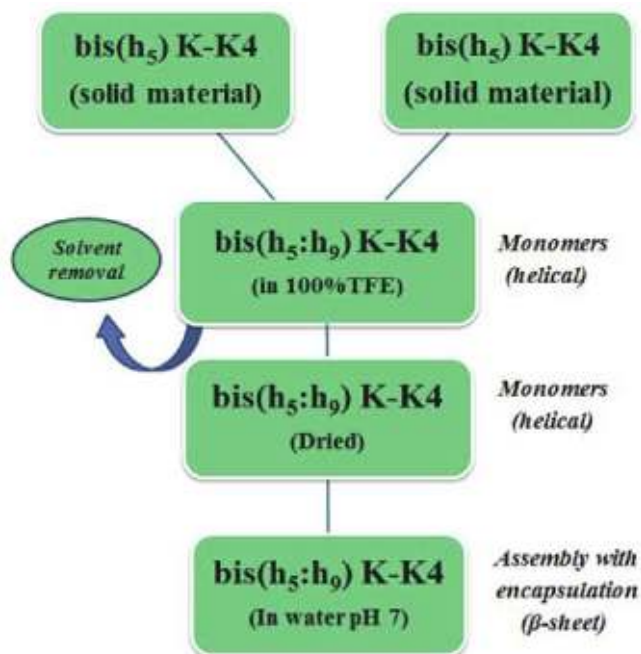 bis(h₅) K-K4
(solid material)
bis(h₅) K-K4
(solid material)
Solvent
removal
bis(h₅:h₉) K-K4
(in 100%TFE)
Monomers
(helical)
bis(h₅:h₉) K-K4
(Dried)
Monomers
(helical)
bis(h₅:h₉) K-K4
(In water pH 7)
Assembly with
encapsulation
(β-sheet)